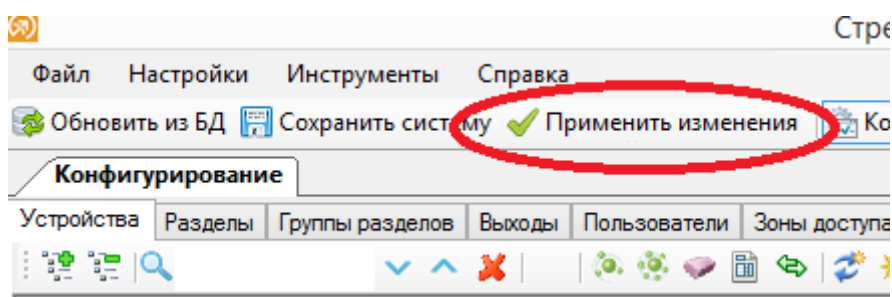 Стре
Файл Настройки Инструменты Справка
Обновить из БД Сохранить систему Применить изменения Ко
Конфигурирование
Устройства Разделы Группы разделов Выходы Пользователи Зоны доступа